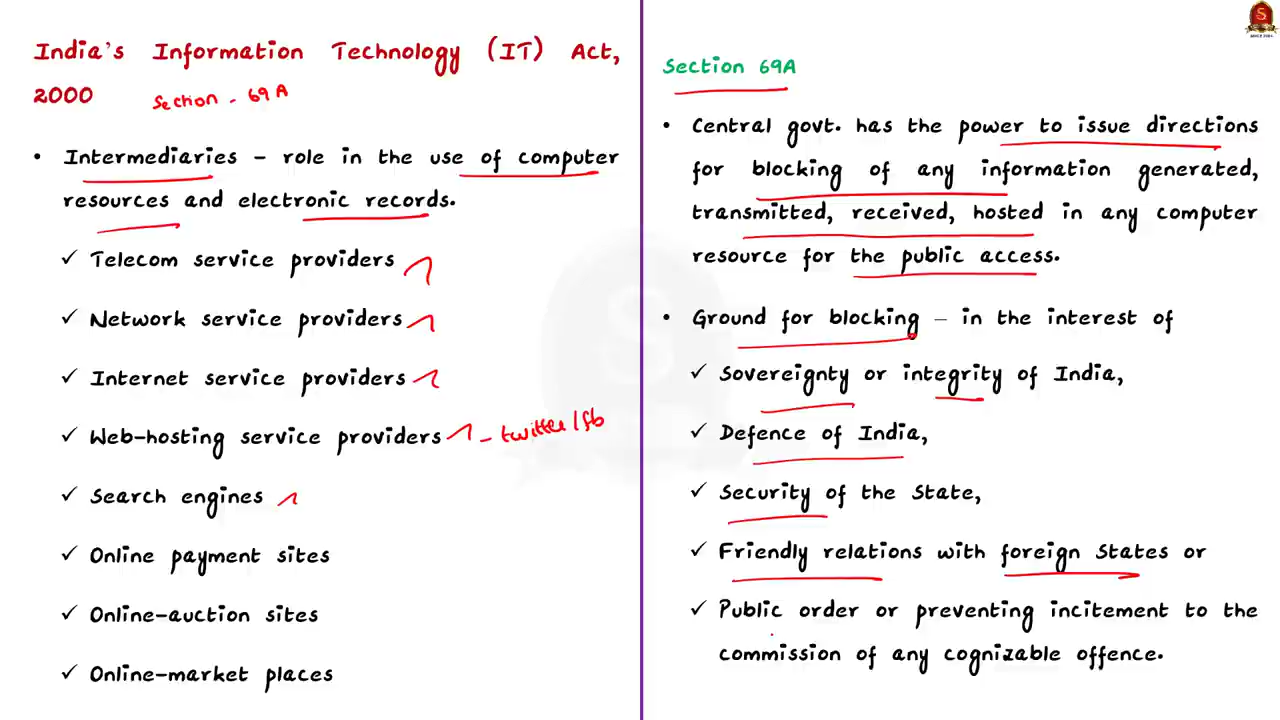 India's Information Technology (IT) Act,
2000
Section - 69A
• Intermediaries – role in the use of computer
resources and electronic records.
✓ Telecom service providers
✓ Network service providers
✓ Internet service providers
✓ Web-hosting service providers - twitter/fb
✓ Search engines
✓ Online payment sites
✓ Online-auction sites
✓ Online-market places
Section 69A
• Central govt. has the power to issue directions
for blocking of any information generated,
transmitted, received, hosted in any computer
resource for the public access.
• Ground for blocking – in the interest of
✓ Sovereignty or integrity of India,
✓ Defence of India,
✓ Security of the State,
✓ Friendly relations with foreign States or
✓ Public order or preventing incitement to the
commission of any cognizable offence.
S